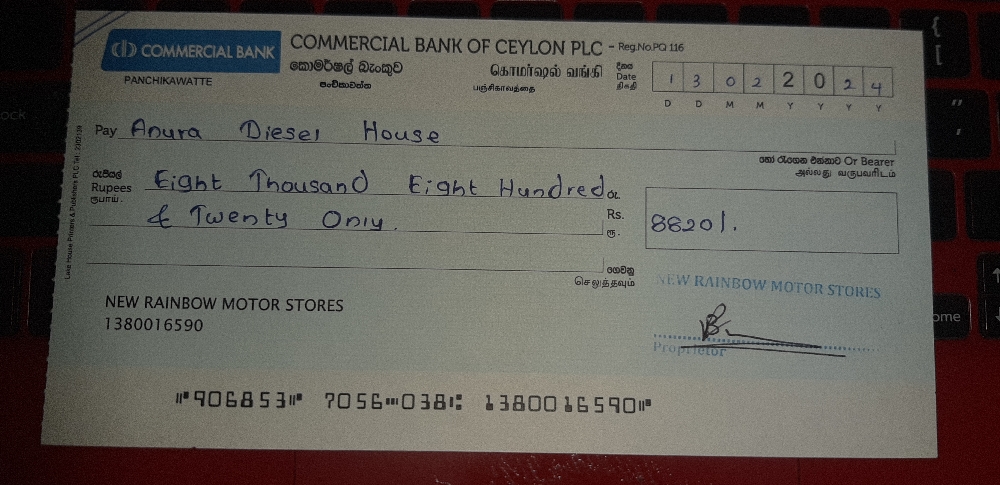 COMMERCIAL BANK
COMMERCIAL BANK OF CEYLON PLC - Reg.No.PQ 116
කොමර්ෂල් බැංකුව கொமர்ஷல் வங்கி
PANCHIKAWATTE පංචිකාවත්ත பஞ்சிகாவத்தை
දිනය
Date
திகதி
1 3 0 2 2 0 2 4
D D M M Y Y Y Y
Pay Anura Diesel House
හෝ රැගෙන එන්නාට Or Bearer
அல்லது வருபவரிடம்
රුපියල්
Rupees
ரூபாய்.
Eight Thousand Eight Hundred
& Twenty Only.
රු.
Rs.
ரூ.
8820/.
ගෙවනු
செலுத்தவும்
NEW RAINBOW MOTOR STORES
1380016590
NEW RAINBOW MOTOR STORES
Proprietor
⑈906853⑈ 7056⑉038⑆ 1380016590⑈
ome